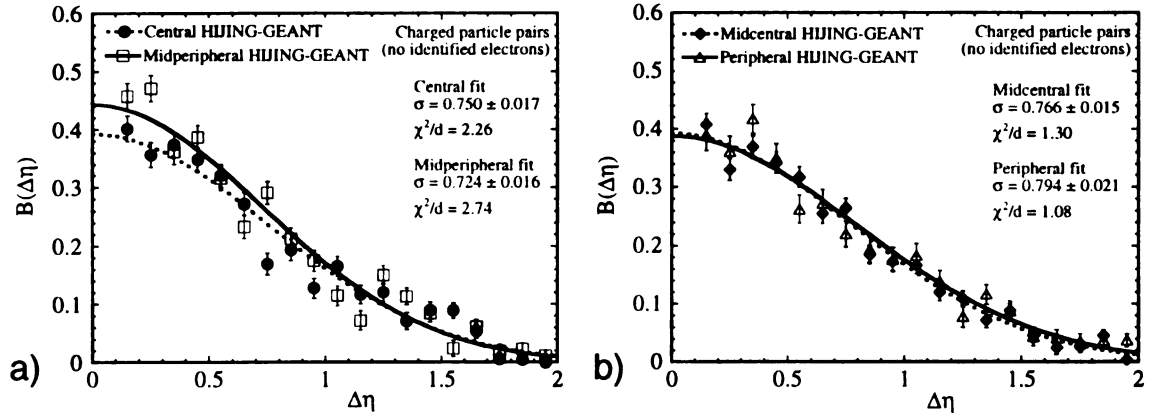 Central HIJING-GEANT
Midperipheral HIJING-GEANT
Charged particle pairs
(no identified electrons)
Central fit
σ = 0.750 ± 0.017
χ²/d = 2.26
Midperipheral fit
σ = 0.724 ± 0.016
χ²/d = 2.74
B(Δη)
0.6
0.5
0.4
0.3
0.2
0.1
0
0 0.5 1 1.5 2
Δη
a)
Midcentral HIJING-GEANT
Peripheral HIJING-GEANT
Charged particle pairs
(no identified electrons)
Midcentral fit
σ = 0.766 ± 0.015
χ²/d = 1.30
Peripheral fit
σ = 0.794 ± 0.021
χ²/d = 1.08
B(Δη)
0.6
0.5
0.4
0.3
0.2
0.1
0
0 0.5 1 1.5 2
Δη
b)